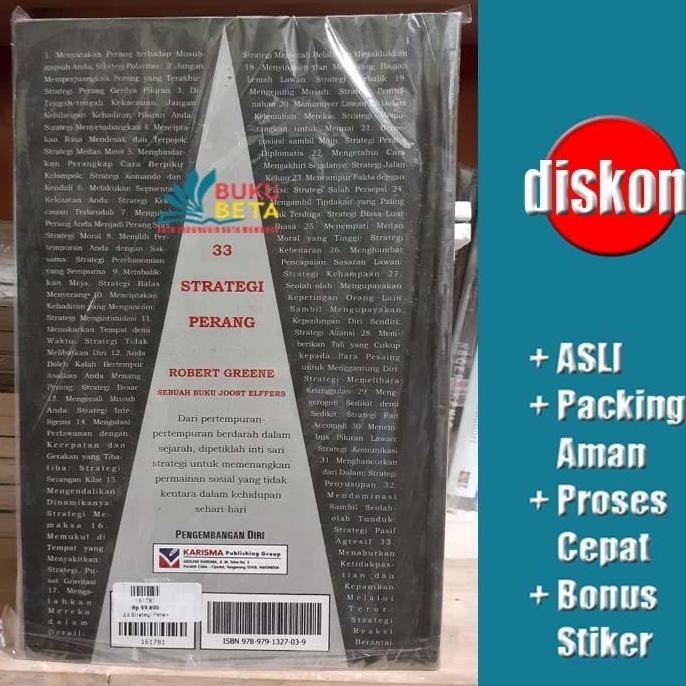 1. Menyatakan Perang terhadap Musuh-
musuh Anda: Strategi Polaritas. 2. Jangan
Memperjuangkan Perang yang Terakhir:
Strategi Perang Gerilya Pikiran 3. Di
Tengah-tengah Kekacauan, Jangan
Kehilangan Kehadiran Pikiran Anda:
Strategi Menyeimbangkan 4. Mencipta-
kan Rasa Mendesak dan Terpojok:
Strategi Medan Maut 5. Menghindar-
kan Perangkap Cara Berpikir
Kelompok: Strategi Komando dan
Kendali 6. Melakukan Segmentasi
Kekuatan Anda: Strategi Keka-
cauan Terkendali 7.
Perang Anda Menjadi Perang Suci:
Strategi Moral 8. Memilih Per-
tempuran Anda dengan Sak-
sama: Strategi Perekonomian
yang Sempurna 9. Membalik-
kan Meja: Strategi Balas
Menyerang 10. Menciptakan
Kehadiran yang Mengancam:
Strategi Mengintimidasi 11.
Menukarkan Tempat demi
Waktu: Strategi Tidak
Melibatkan Diri 12. Anda
Boleh Kalah Bertempur
Asalkan Anda Menang
Perang: Strategi Besar
13. Mengenali Musuh
Anda: Strategi Inte-
ligensi 14. Mengatasi
Perlawanan dengan
Kecepatan dan
Gerakan yang Tiba-
tiba: Strategi
Serangan Kilat 15.
Mengendalikan
Dinamikanya:
Strategi Me-
maksa 16.
Memukul di
Tempat yang
Menyakitkan:
Strategi Pu-
sat Gravitasi
17. Menga-
lahkan
Mereka
dalam
Detail:
Strategi Memecah Belah dan Menaklukkan
18. Menyingkap dan Menyerang Bagian
Lemah Lawan: Strategi Berbalik 19.
Mengepung Musuh: Strategi
20. Memanover Lawan
Kelemahan Mereka: Strategi
untuk Menuai 21.
sambil Maju: Strategi Perang
Diplomatis 22. Mengetahui Cara
Mengakhiri Segalanya: Strategi Jalan
Keluar 23. Merampur Fakta dengan
Strategi Salah Persepsi 24.
Mengambil Tindakan yang Paling
Tak Terduga: Strategi Biasa-Luar
Biasa 25. Menempati Medan
Moral yang Tinggi: Strategi
Kebenaran 26. Menghambat
Pencapaian Sasaran Lawan:
Strategi Kehampaan 27.
Seolah-olah Mengupayakan
Kepentingan Orang Lain
Sambil Mengupayakan
Kepentingan Diri Sendiri:
Strategi Aliansi 28. Mem-
berikan Tali yang Cukup
kepada Para Pesaing
untuk Menggantung Diri:
Strategi Memelihara
Keunggulan 29. Meng-
gerogoti Sedikit demi
Sedikit: Strategi Fait
Accompli 30. Menem-
bus Pikiran Lawan:
Strategi Komunikasi
31. Menghancurkan
dari Dalam: Strategi
Penyusupan 32.
Mendominasi
Sambil Seolah-
olah Tunduk:
Strategi Pasif
Agresif 33.
Menaburkan
Ketidakpas-
tian dan
Kepanikan
Melalui
Teror:
Strategi
Reaksi
Berantai
BUKU
BETA
33
STRATEGI
PERANG
ROBERT GREENE
SEBUAH BUKU JOOST ELFFERS
Dari pertempuran-
pertempuran berdarah dalam
sejarah, dipetiklah inti sari
strategi untuk memenangkan
permainan sosial yang tidak
kentara dalam kehidupan
sehari-hari
PENGEMBANGAN DIRI
KARISMA Publishing Group
161781
Rp 99,800
33 Strategi Peran
161781
ISBN 978-979-1327-03-9
diskon
+ ASLI
+ Packing
Aman
+ Proses
Cepat
+ Bonus
Stiker